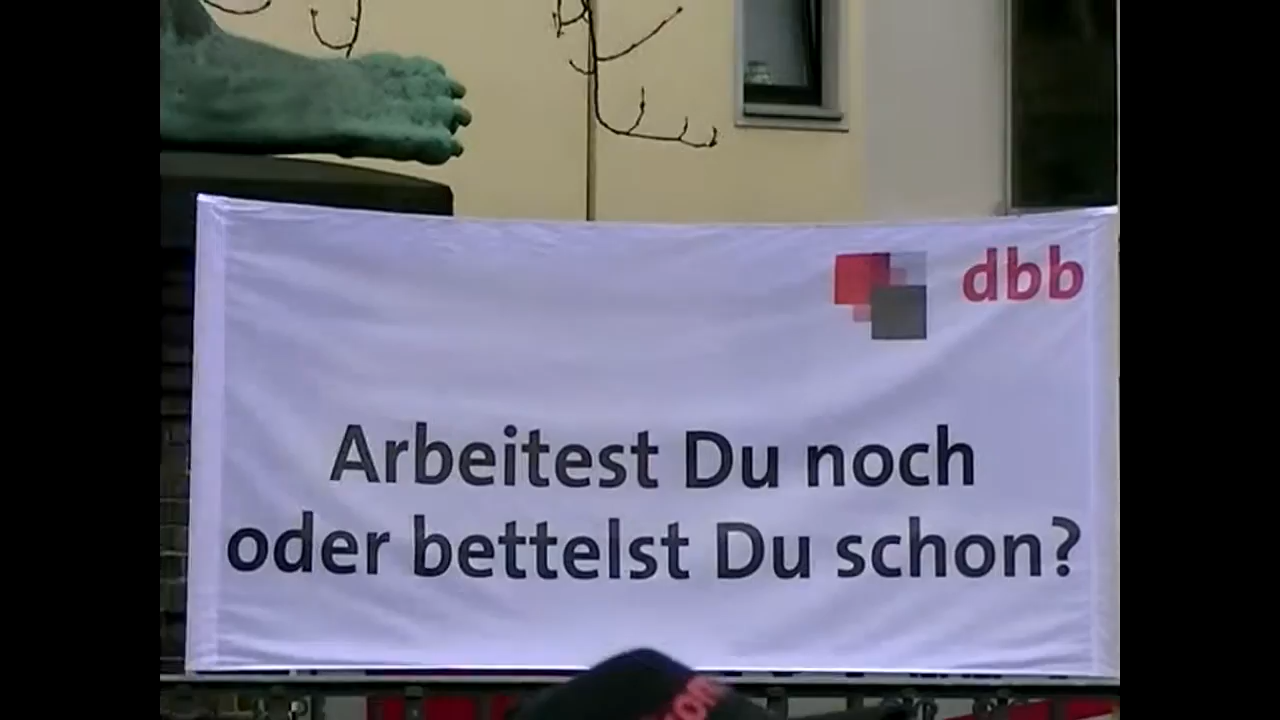 dbb
Arbeitest Du noch
oder bettelst Du schon?